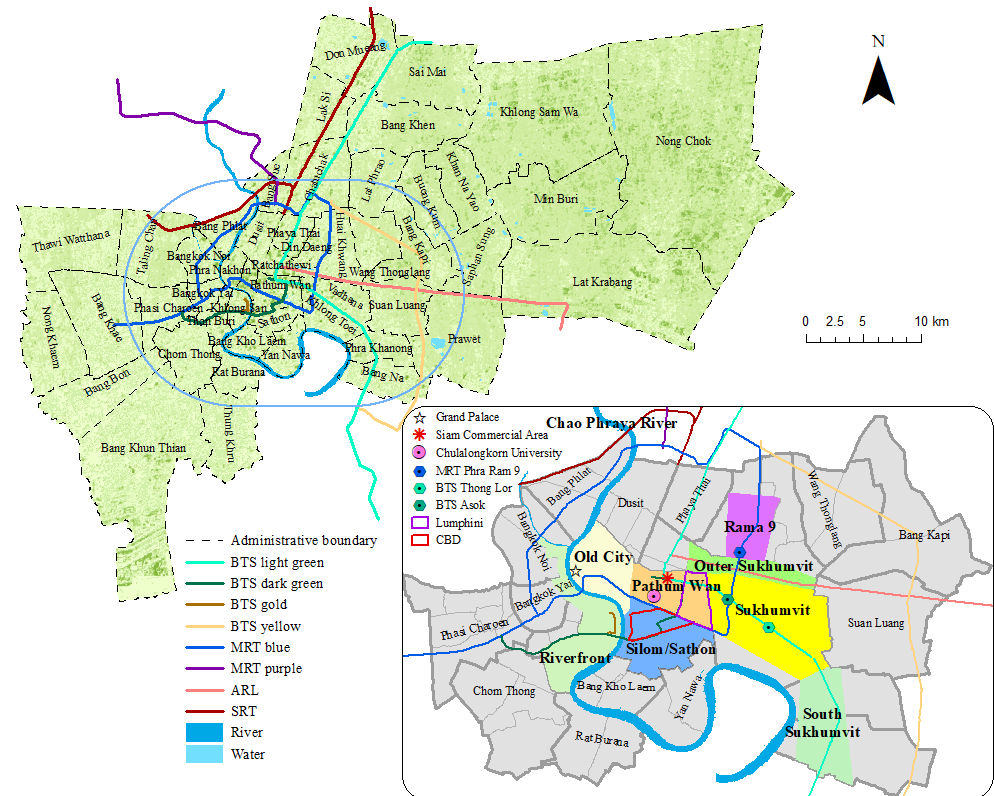 N
Don Mueang
Sai Mai
Lak Si
Bang Khen
Khlong Sam Wa
Nong Chok
Chatuchak
Lat Phrao
Bueng Kum
Khan Na Yao
Min Buri
Bang Sue
Thawi Watthana
Taling Chan
Bang Phlat
Dusit
Phaya Thai
Din Daeng
Huai Khwang
Bang Kapi
Saphan Sung
Bangkok Noi
Phra Nakhon
Ratchathewi
Wang Thonglang
Lat Krabang
Pathum Wan
Bangkok Yai
Vadhana
Phasi Charoen
Khlong San
Suan Luang
Bang Khae
Nong Khaem
Than Buri
Sathon
Khlong Toei
Bang Kho Laem
Chom Thong
Yan Nawa
Phra Khanong
Prawet
Rat Burana
Bang Na
Bang Bon
Thung Khru
Bang Khun Thian
0 2.5 5 10 km
Administrative boundary
BTS light green
BTS dark green
BTS gold
BTS yellow
MRT blue
MRT purple
ARL
SRT
River
Water
Grand Palace
Siam Commercial Area
Chulalongkorn University
MRT Phra Ram 9
BTS Thong Lor
BTS Asok
Lumphini
CBD
Chao Phraya River
Bang Phlat
Dusit
Phaya Thai
Wang Thonglang
Bang Kapi
Rama 9
Bangkok Noi
Old City
Outer Sukhumvit
Pathum Wan
Bangkok Yai
Sukhumvit
Phasi Charoen
Suan Luang
Silom/Sathon
Riverfront
Chom Thong
Bang Kho Laem
Yan Nawa
South
Sukhumvit
Rat Burana